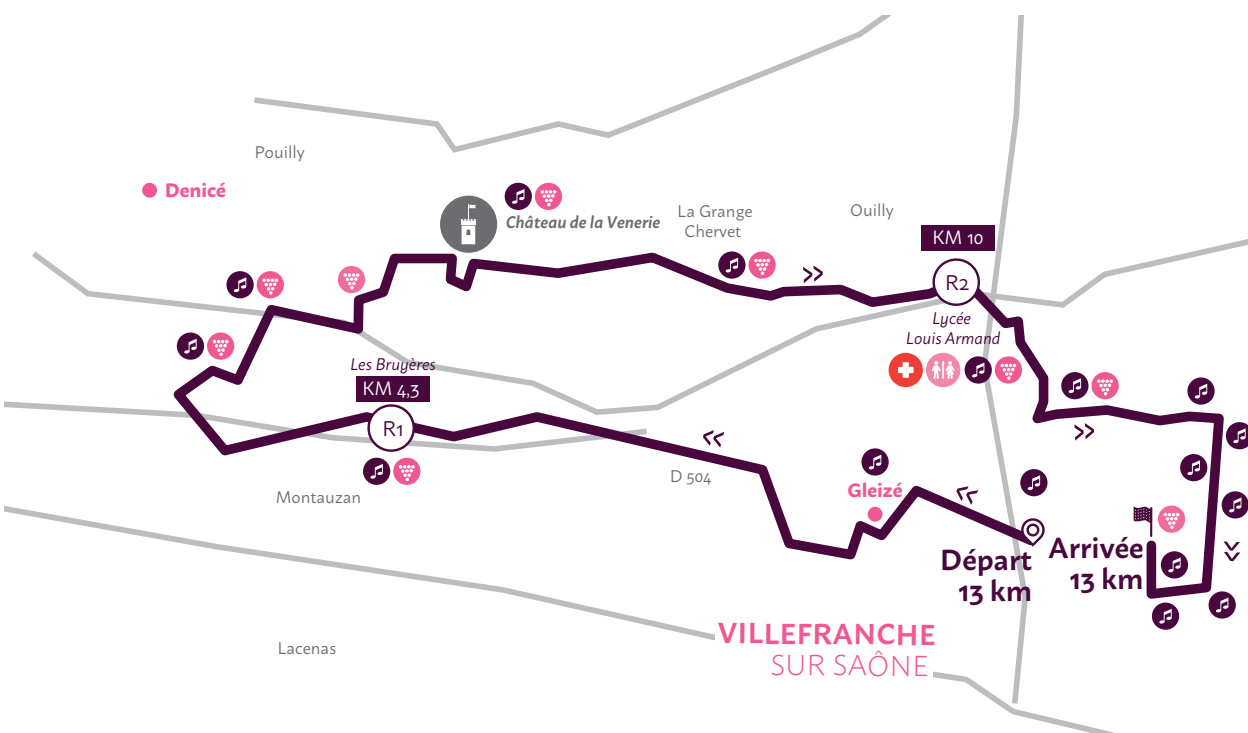 Pouilly
Denicé
Château de la Venerie
La Grange
Chervet
Ouilly
KM 10
R2
Lycée
Louis Armand
Les Bruyères
KM 4,3
R1
Montauzan
D 504
Gleizé
Départ
13 km
Arrivée
13 km
VILLEFRANCHE
SUR SAÔNE
Lacenas